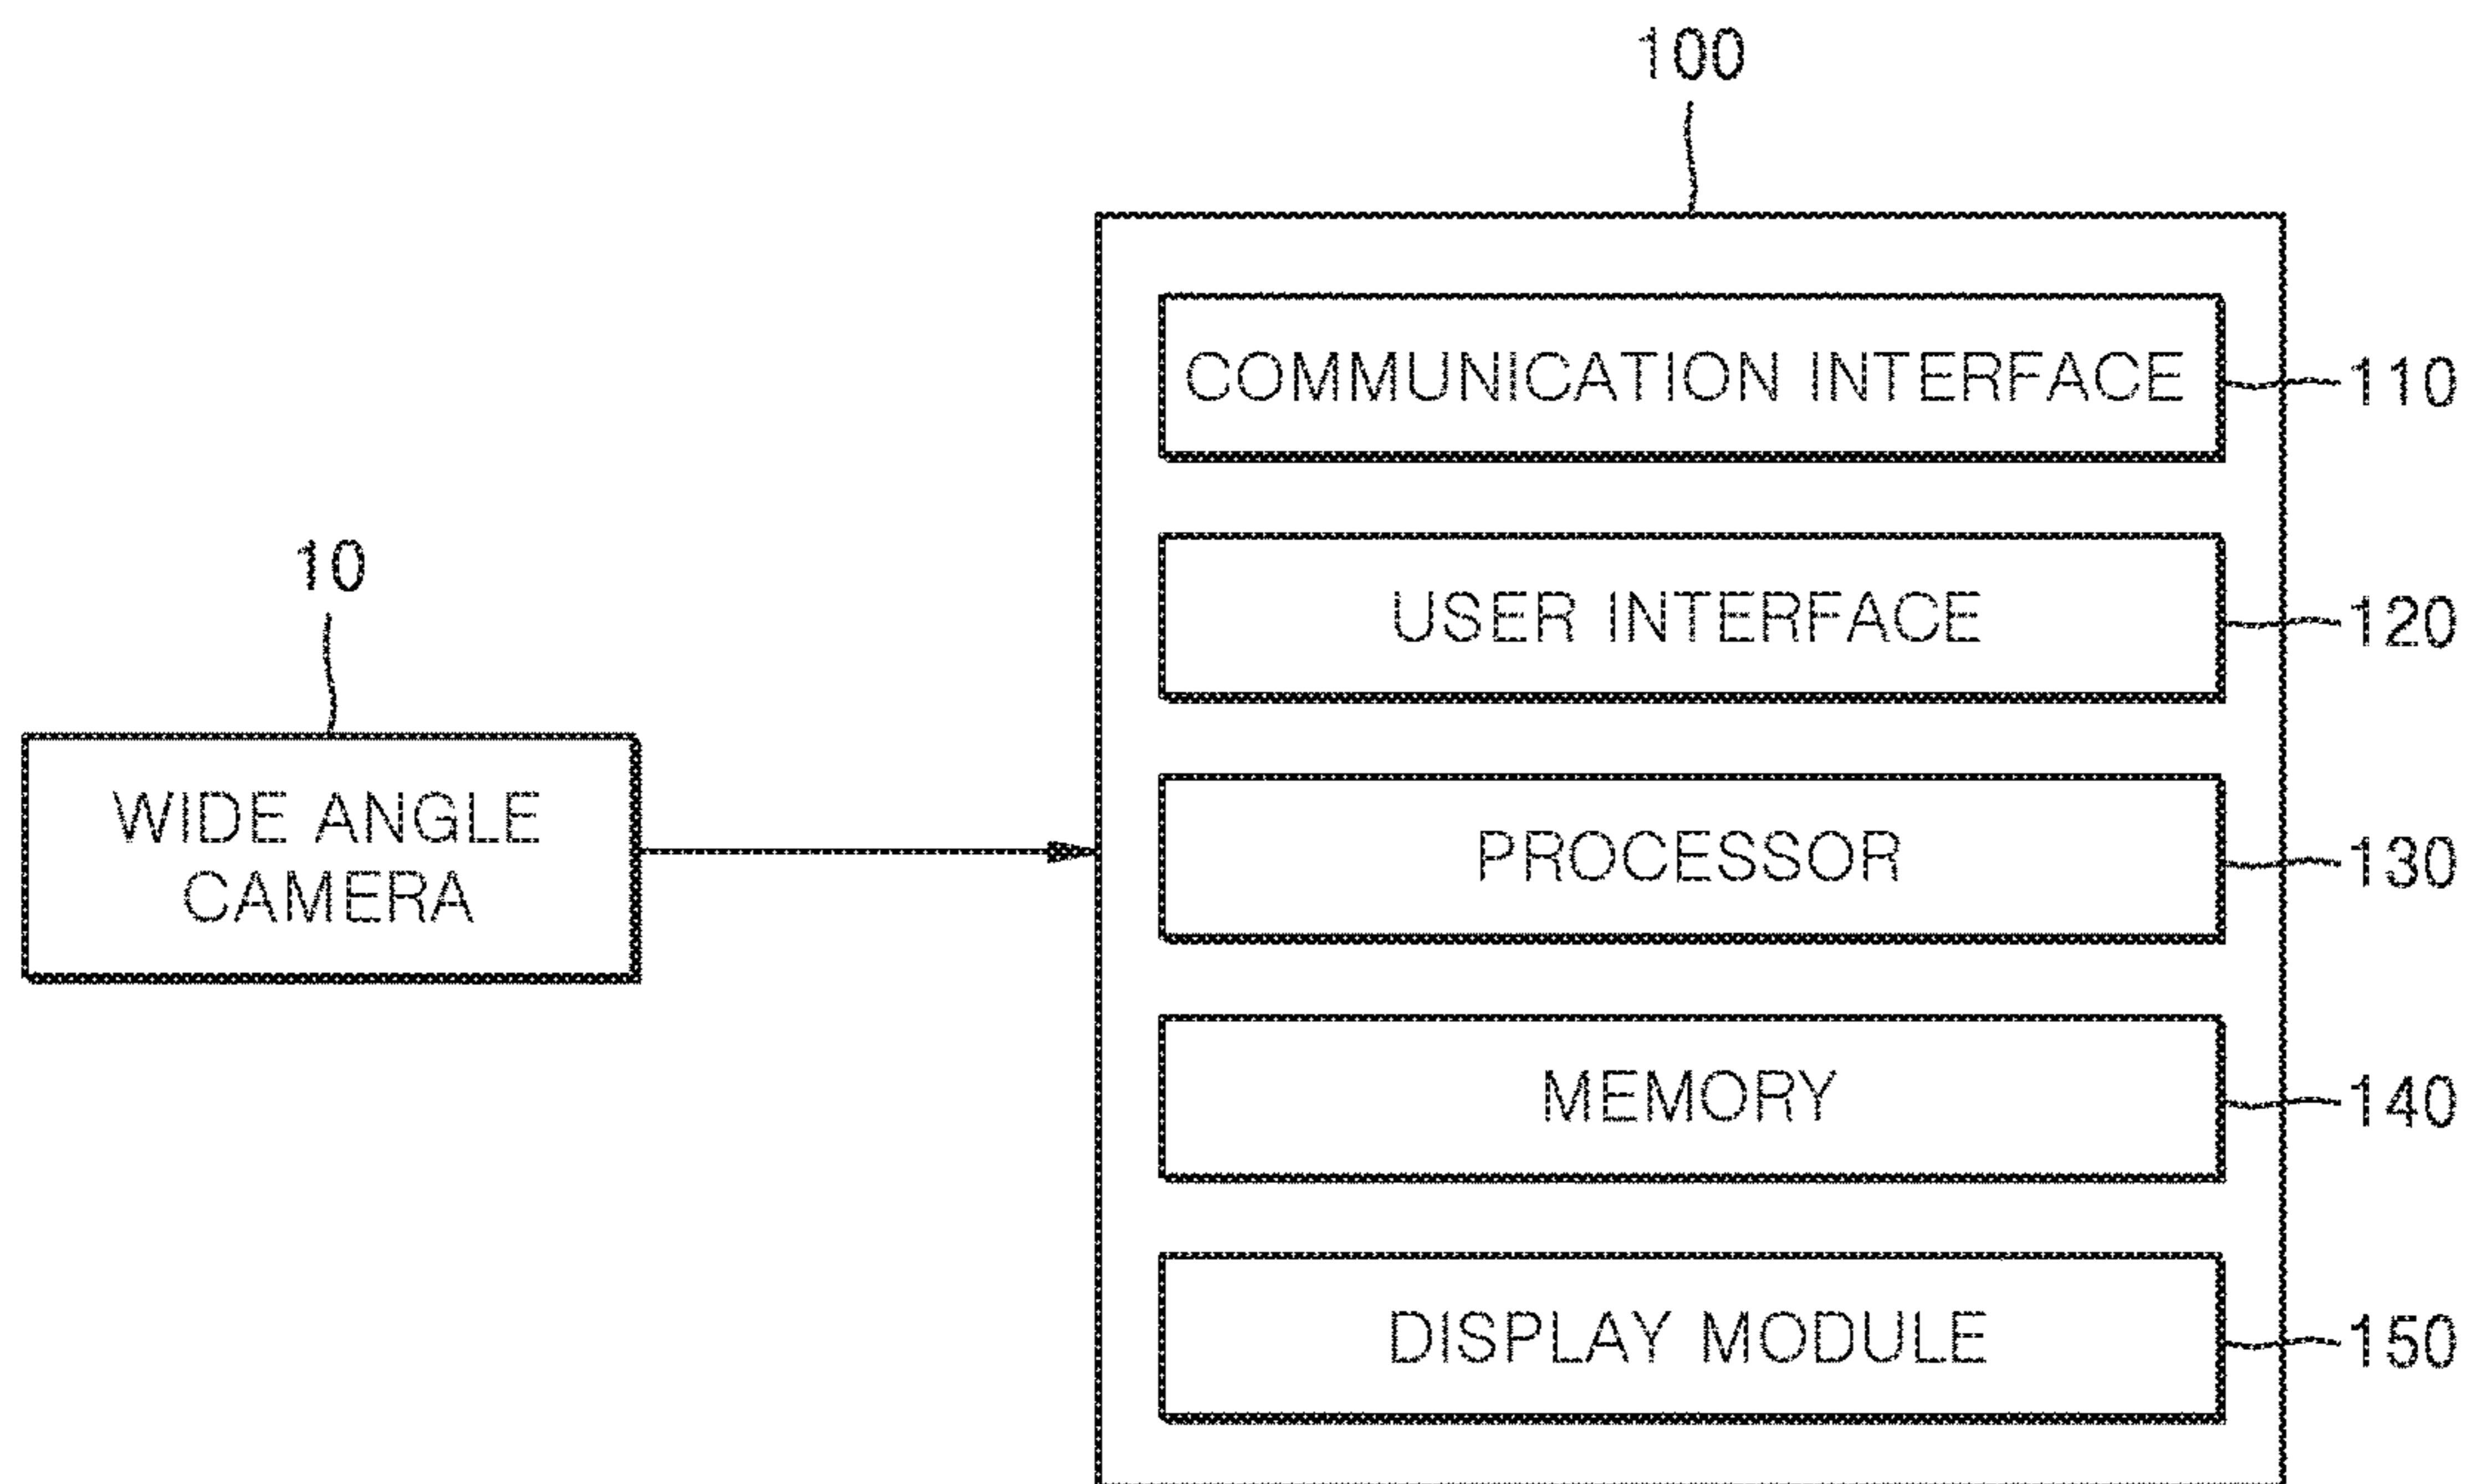 100
COMMUNICATION INTERFACE
110
10
USER INTERFACE
120
WIDE ANGLE
CAMERA
PROCESSOR
130
MEMORY
140
DISPLAY MODULE
150